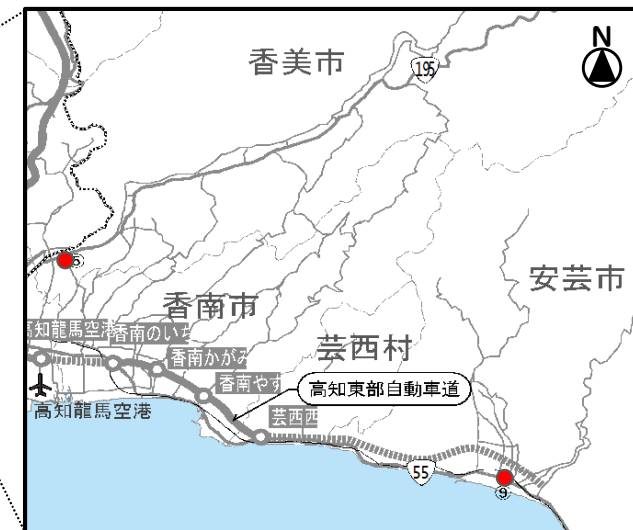 N
香美市
195
安芸市
香南市
高知龍馬空港
香南のいち
香南かがみ
芸西村
香南やす
高知東部自動車道
高知龍馬空港
芸西西
55
⑨